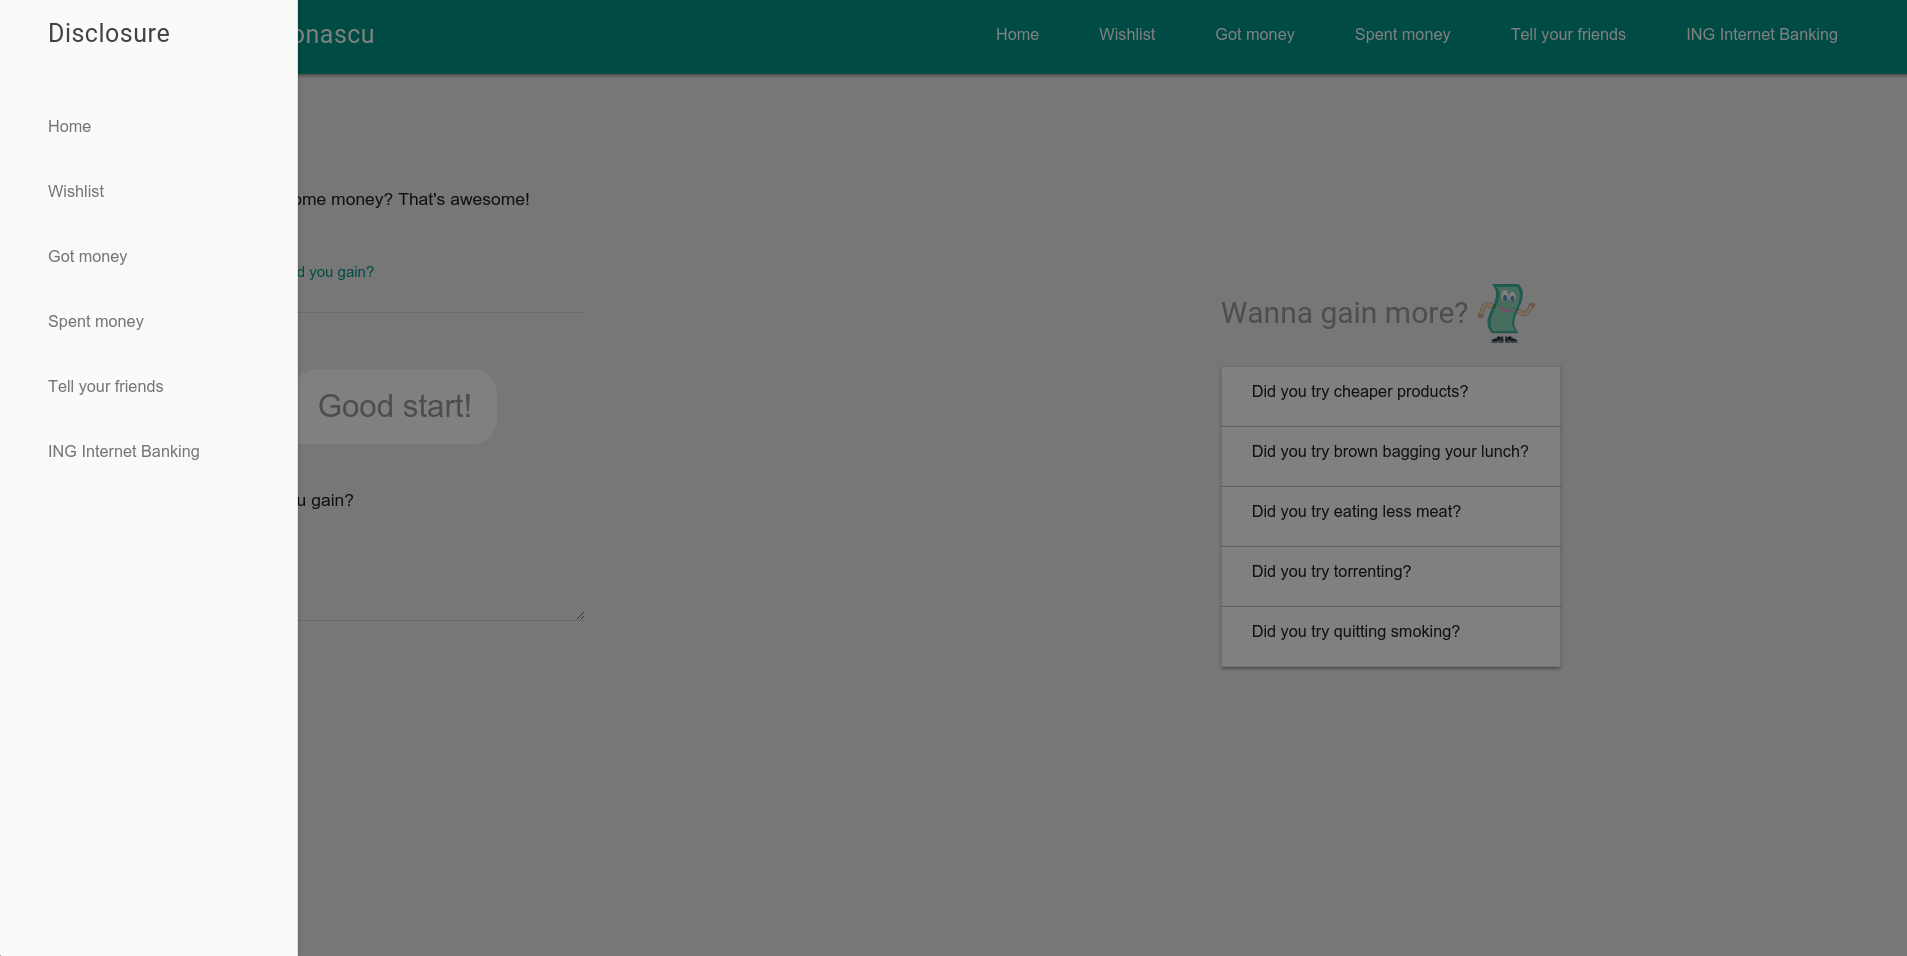 Disclosure
Home
Wishlist
Got money
Spent money
Tell your friends
ING Internet Banking
Home Wishlist Got money Spent money Tell your friends ING Internet Banking
money? That's awesome!
you gain?
Good start!
gain?
Wanna gain more?
Did you try cheaper products?
Did you try brown bagging your lunch?
Did you try eating less meat?
Did you try torrenting?
Did you try quitting smoking?